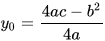 y₀ = (4ac − b²) / 4a